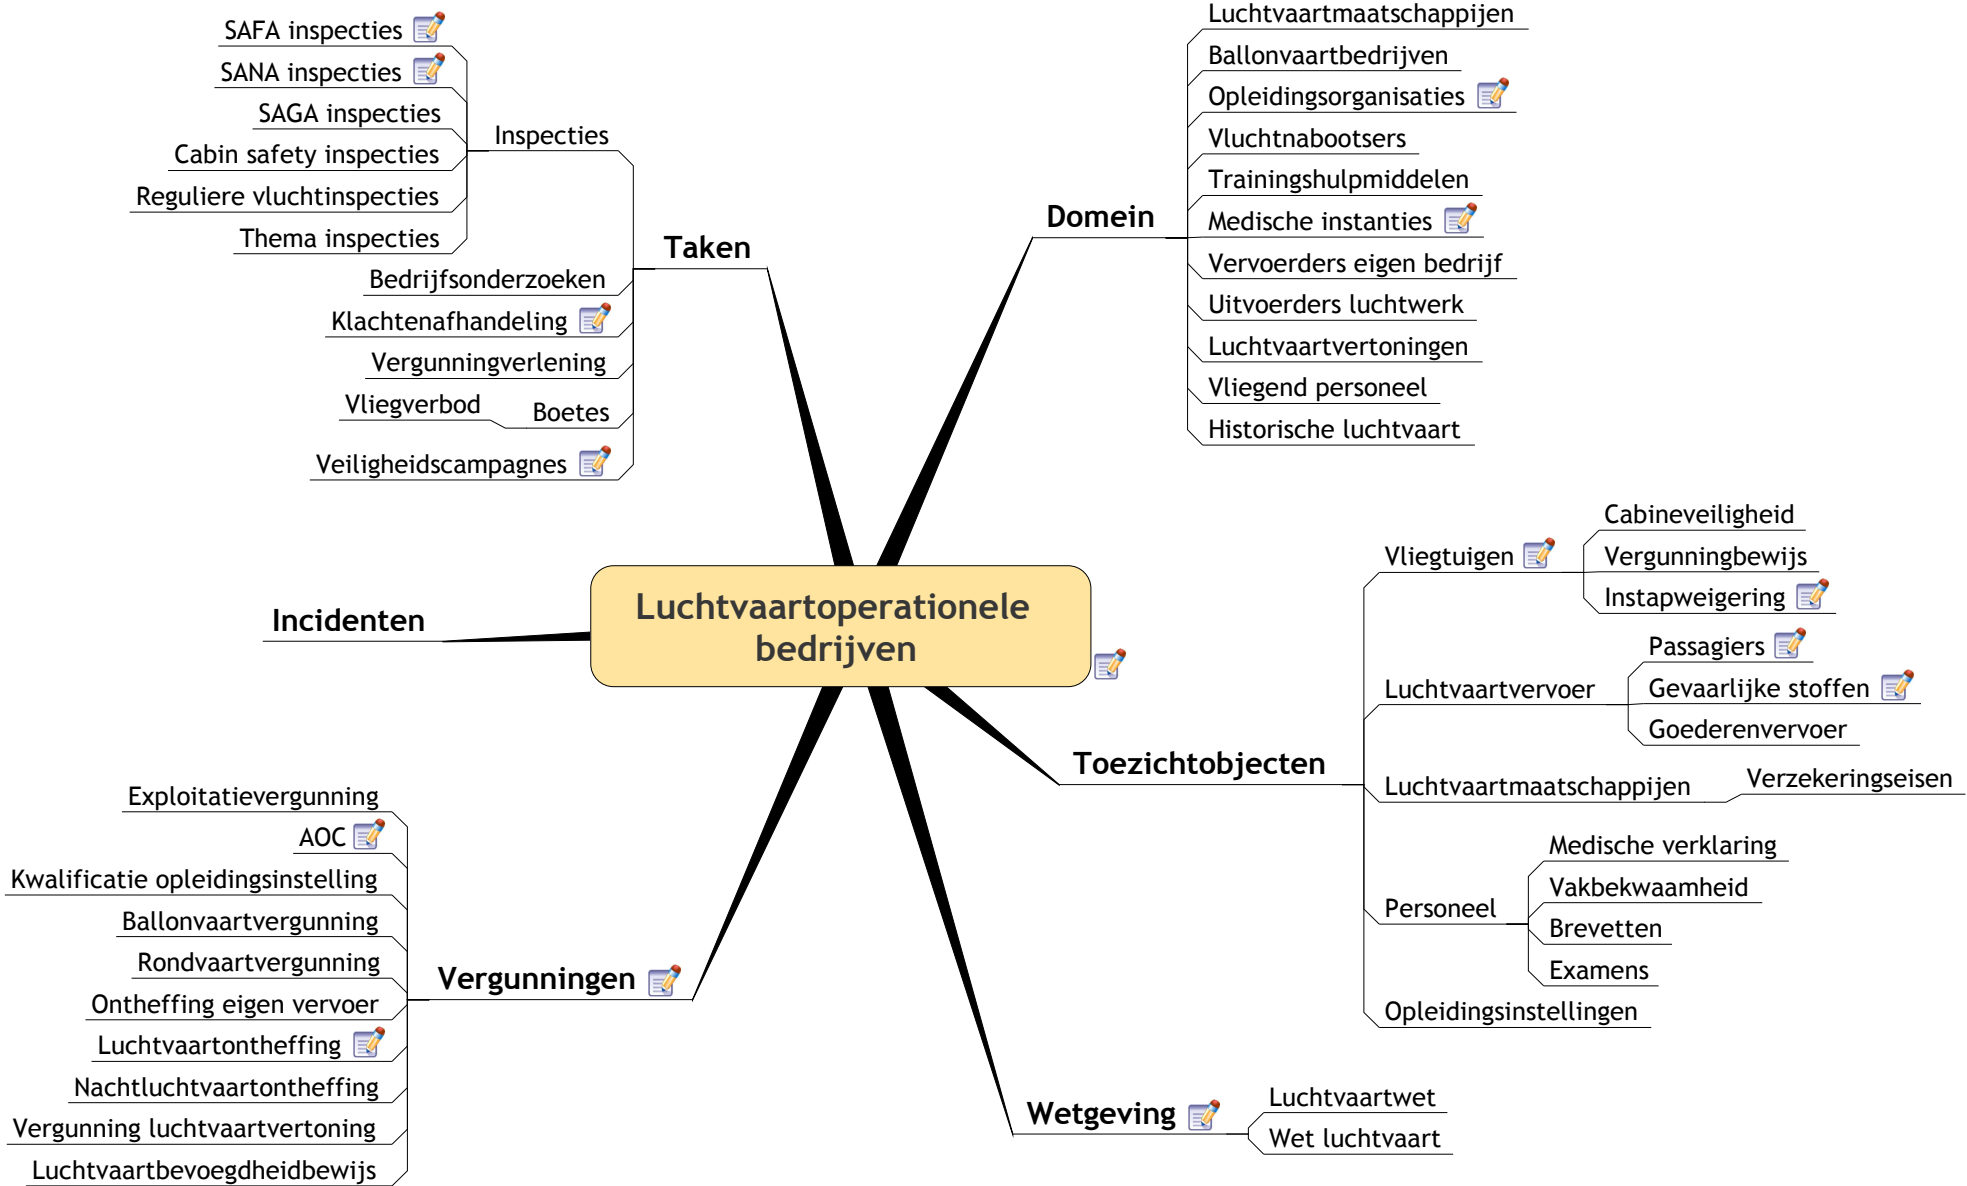 Luchtvaartoperationele
bedrijven
Taken
Inspecties
SAFA inspecties
SANA inspecties
SAGA inspecties
Cabin safety inspecties
Reguliere vluchtinspecties
Thema inspecties
Bedrijfsonderzoeken
Klachtenafhandeling
Vergunningverlening
Boetes
Vliegverbod
Veiligheidscampagnes
Domein
Luchtvaartmaatschappijen
Ballonvaartbedrijven
Opleidingsorganisaties
Vluchtnabootsers
Trainingshulpmiddelen
Medische instanties
Vervoerders eigen bedrijf
Uitvoerders luchtwerk
Luchtvaartvertoningen
Vliegend personeel
Historische luchtvaart
Incidenten
Toezichtobjecten
Vliegtuigen
Cabineveiligheid
Vergunningbewijs
Instapweigering
Luchtvaartvervoer
Passagiers
Gevaarlijke stoffen
Goederenvervoer
Luchtvaartmaatschappijen
Verzekeringseisen
Personeel
Medische verklaring
Vakbekwaamheid
Brevetten
Examens
Opleidingsinstellingen
Vergunningen
Exploitatievergunning
AOC
Kwalificatie opleidingsinstelling
Ballonvaartvergunning
Rondvaartvergunning
Ontheffing eigen vervoer
Luchtvaartontheffing
Nachtluchtvaartontheffing
Vergunning luchtvaartvertoning
Luchtvaartbevoegdheidbewijs
Wetgeving
Luchtvaartwet
Wet luchtvaart